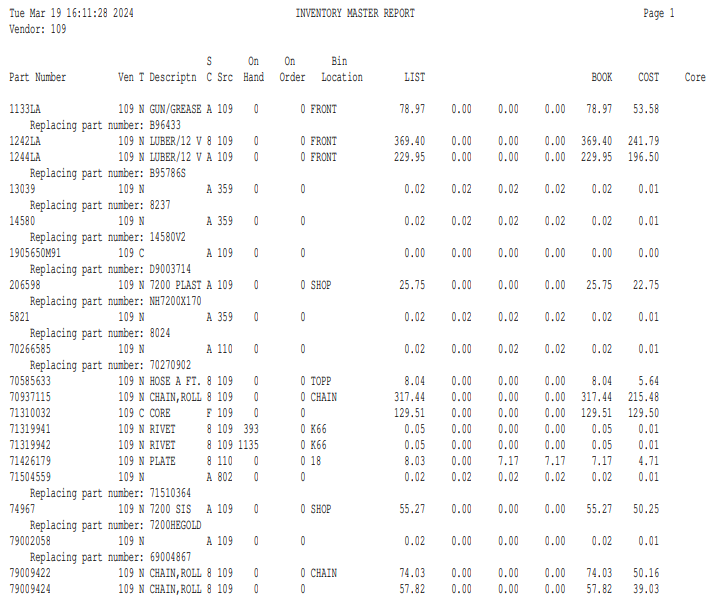 Tue Mar 19 16:11:28 2024 INVENTORY MASTER REPORT Page 1
Vendor: 109
S On On Bin
Part Number Ven T Descriptn C Src Hand Order Location LIST BOOK COST Core
1133LA 109 N GUN/GREASE A 109 0 0 FRONT 78.97 0.00 0.00 0.00 78.97 53.58
Replacing part number: B96433
1242LA 109 N LUBER/12 V 8 109 0 0 FRONT 369.40 0.00 0.00 0.00 369.40 241.79
1244LA 109 N LUBER/12 V A 109 0 0 FRONT 229.95 0.00 0.00 0.00 229.95 196.50
Replacing part number: B95786S
13039 109 N A 359 0 0 0.02 0.02 0.02 0.02 0.02 0.01
Replacing part number: 8237
14580 109 N A 359 0 0 0.02 0.02 0.02 0.02 0.02 0.01
Replacing part number: 14580V2
1905650M91 109 C A 109 0 0 0.00 0.00 0.00 0.00 0.00 0.00
Replacing part number: D9003714
206598 109 N 7200 PLAST A 109 0 0 SHOP 25.75 0.00 0.00 0.00 25.75 22.75
Replacing part number: NH7200X170
5821 109 N A 359 0 0 0.02 0.02 0.02 0.02 0.02 0.01
Replacing part number: 8024
70266585 109 N A 110 0 0 0.02 0.00 0.02 0.02 0.02 0.01
Replacing part number: 70270902
70585633 109 N HOSE A FT. 8 109 0 0 TOPP 8.04 0.00 0.00 0.00 8.04 5.64
70937115 109 N CHAIN,ROLL 8 109 0 0 CHAIN 317.44 0.00 0.00 0.00 317.44 215.48
71310032 109 C CORE F 109 0 0 129.51 0.00 0.00 0.00 129.51 129.50
71319941 109 N RIVET 8 109 393 0 K66 0.05 0.00 0.00 0.00 0.05 0.01
71319942 109 N RIVET 8 109 1135 0 K66 0.05 0.00 0.00 0.00 0.05 0.01
71426179 109 N PLATE 8 110 0 0 18 8.03 0.00 7.17 7.17 7.17 4.71
71504559 109 N A 802 0 0 0.02 0.02 0.02 0.02 0.02 0.01
Replacing part number: 71510364
74967 109 N 7200 SIS A 109 0 0 SHOP 55.27 0.00 0.00 0.00 55.27 50.25
Replacing part number: 7200HEGOLD
79002058 109 N A 109 0 0 0.02 0.00 0.00 0.00 0.02 0.01
Replacing part number: 69004867
79009422 109 N CHAIN,ROLL 8 109 0 0 CHAIN 74.03 0.00 0.00 0.00 74.03 50.16
79009424 109 N CHAIN,ROLL 8 109 0 0 57.82 0.00 0.00 0.00 57.82 39.03